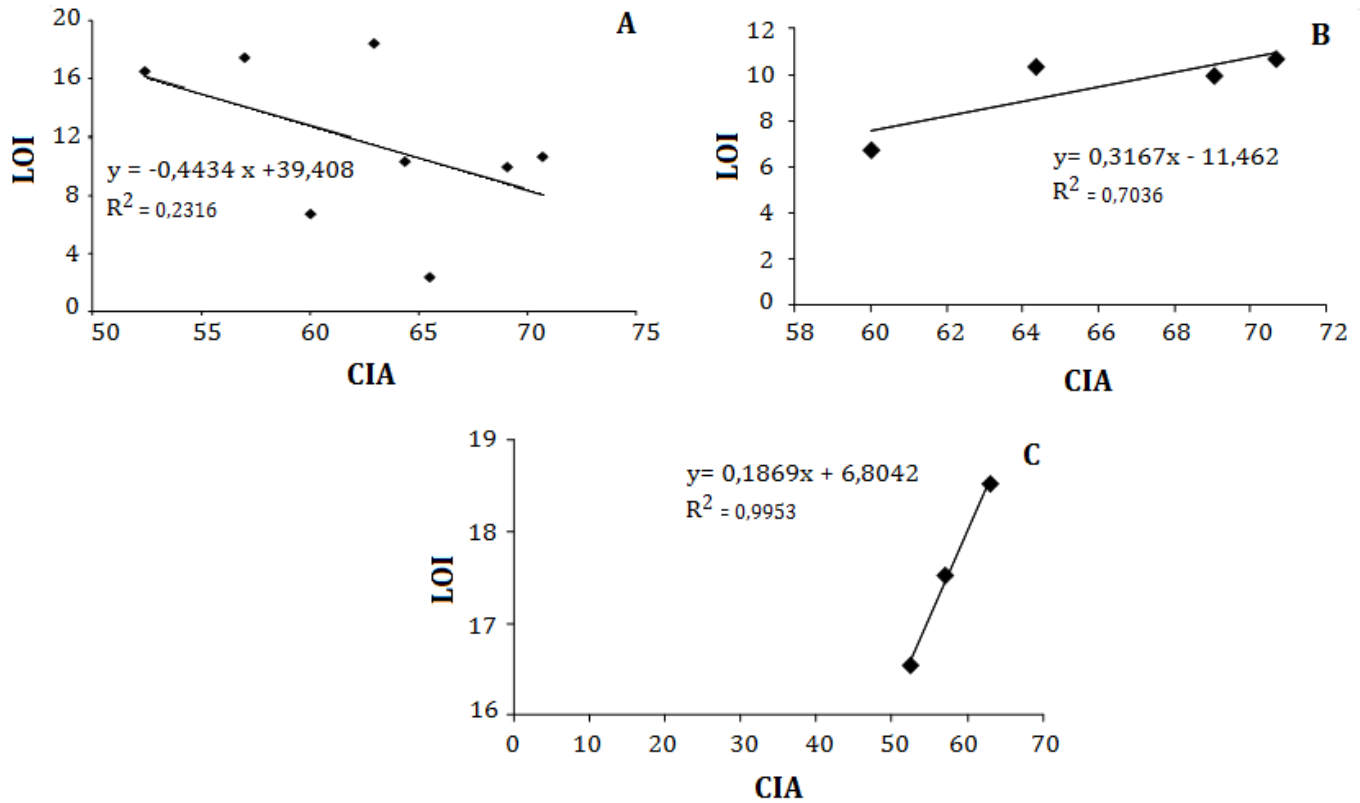 A
LOI
20
16
12
8
4
0
y = -0,4434 x +39,408
R² = 0,2316
50 55 60 65 70 75
CIA
B
LOI
12
10
8
6
4
2
0
y= 0,3167x - 11,462
R² = 0,7036
58 60 62 64 66 68 70 72
CIA
C
LOI
19
18
17
16
y= 0,1869x + 6,8042
R² = 0,9953
0 10 20 30 40 50 60 70
CIA